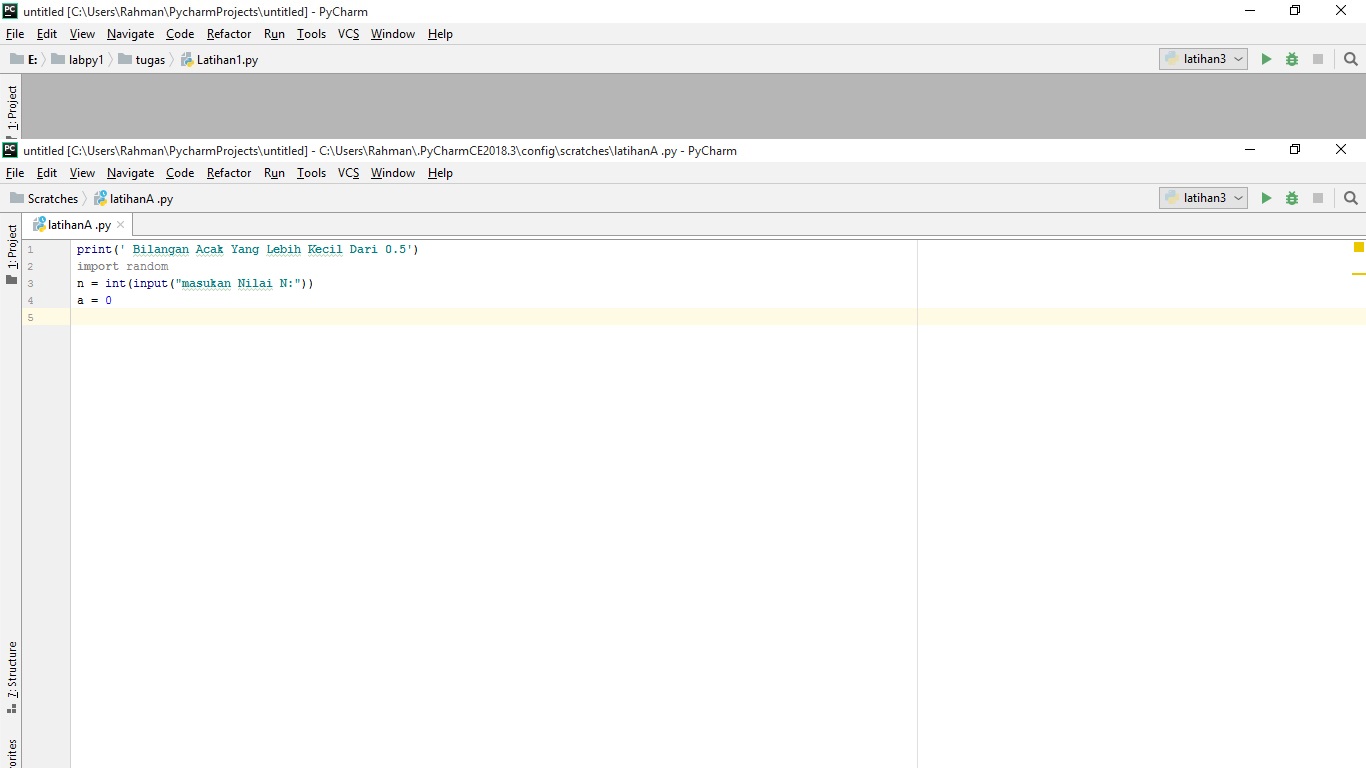 untitled [C:\Users\Rahman\PycharmProjects\untitled] - PyCharm
File Edit View Navigate Code Refactor Run Tools VCS Window Help
E: labpy1 tugas Latihan1.py latihan3
1: Project
untitled [C:\Users\Rahman\PycharmProjects\untitled] - C:\Users\Rahman\.PyCharmCE2018.3\config\scratches\latihanA .py - PyCharm
File Edit View Navigate Code Refactor Run Tools VCS Window Help
Scratches latihanA .py latihan3
latihanA .py
1: Project
1 print(' Bilangan Acak Yang Lebih Kecil Dari 0.5')
2 import random
3 n = int(input("masukan Nilai N:"))
4 a = 0
5
7: Structure
orites